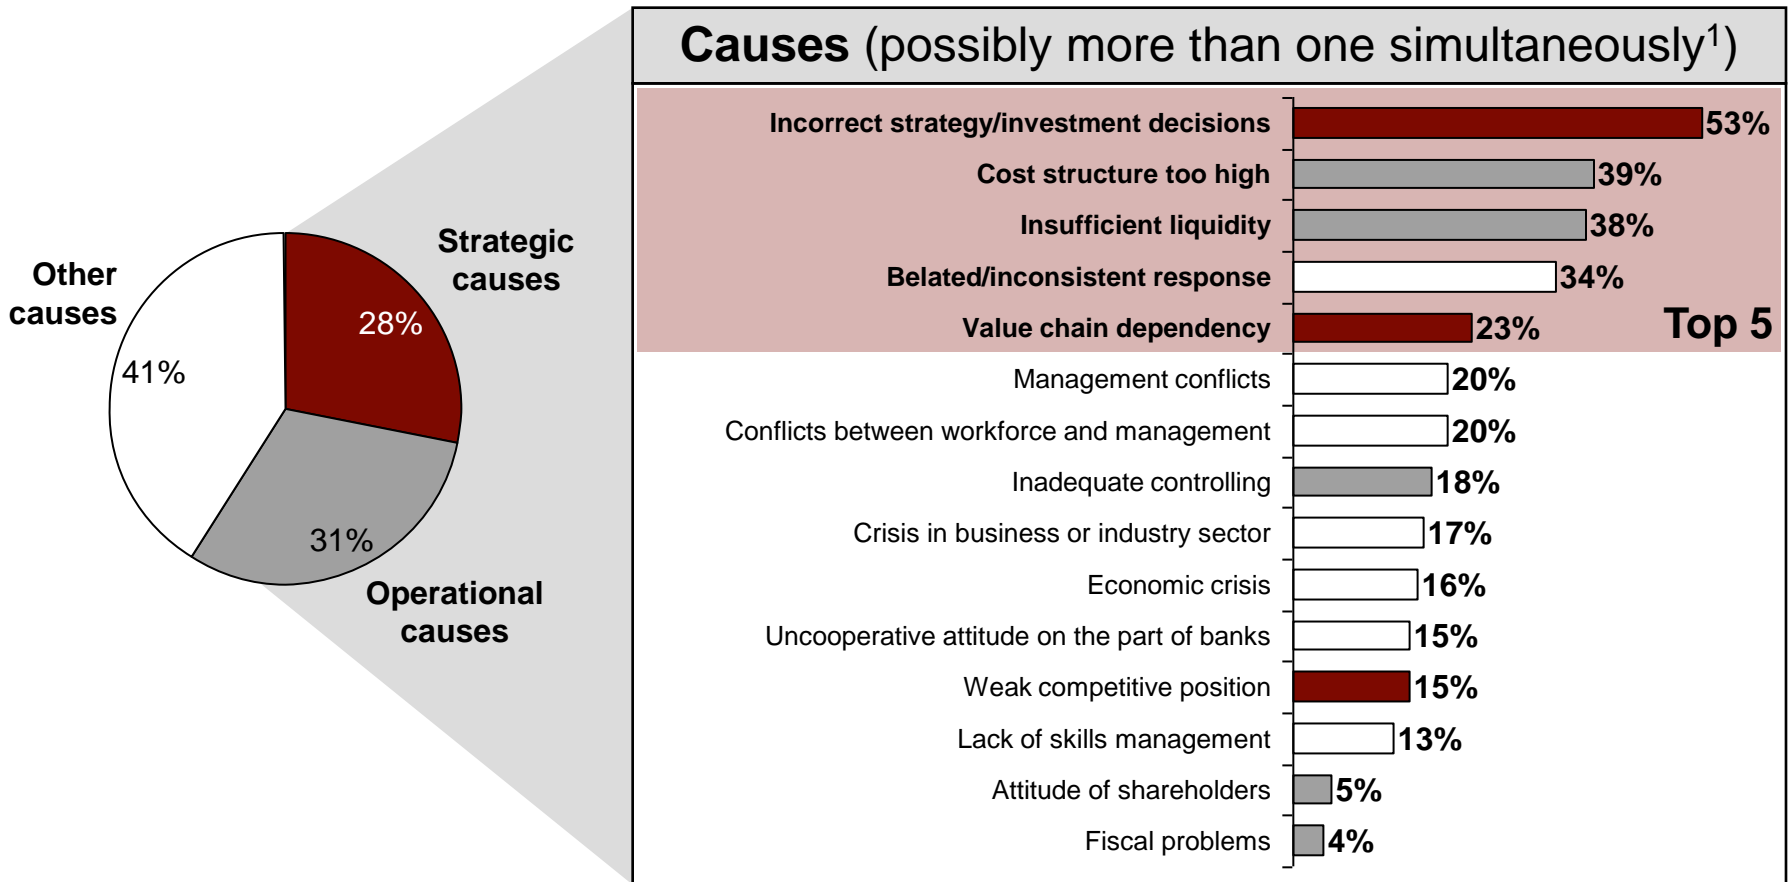 Causes (possibly more than one simultaneously¹)
Other
causes
41%
Strategic
causes
28%
31%
Operational
causes
Incorrect strategy/investment decisions 53%
Cost structure too high 39%
Insufficient liquidity 38%
Belated/inconsistent response 34%
Value chain dependency 23%
Top 5
Management conflicts 20%
Conflicts between workforce and management 20%
Inadequate controlling 18%
Crisis in business or industry sector 17%
Economic crisis 16%
Uncooperative attitude on the part of banks 15%
Weak competitive position 15%
Lack of skills management 13%
Attitude of shareholders 5%
Fiscal problems 4%